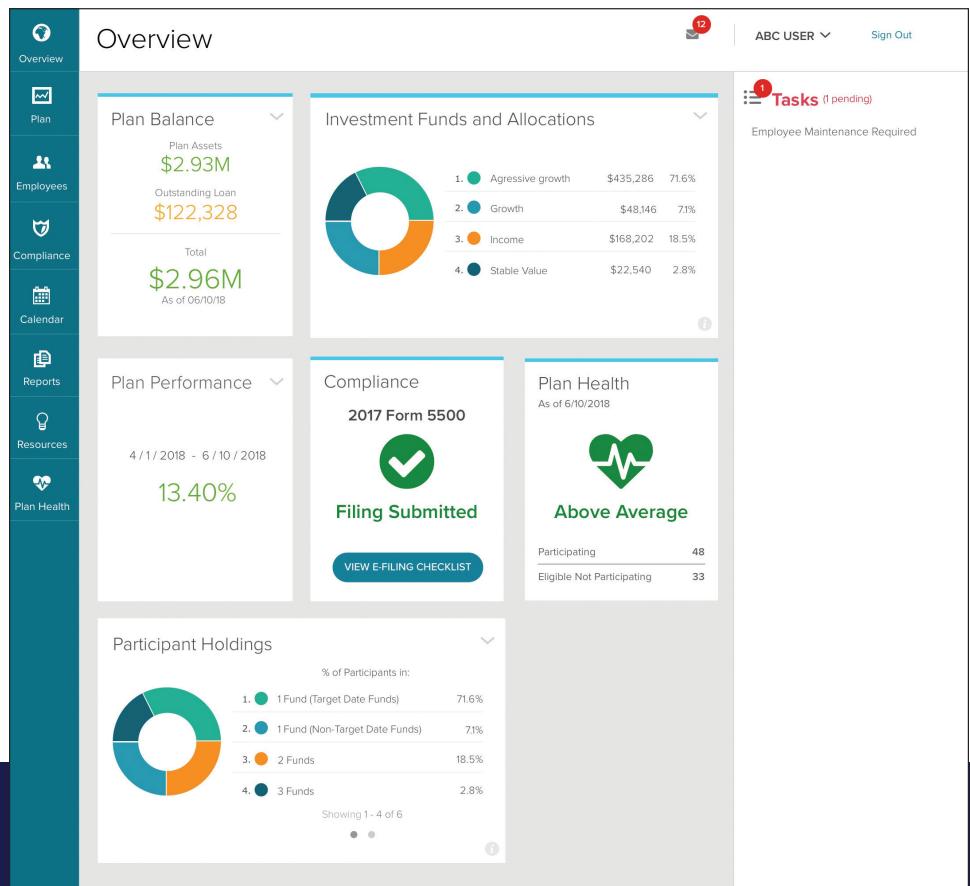 Overview
Plan
Employees
Compliance
Calendar
Reports
Resources
Plan Health
Overview
12
ABC USER
Sign Out
Plan Balance
Plan Assets
$2.93M
Outstanding Loan
$122,328
Total
$2.96M
As of 06/10/18
Investment Funds and Allocations
1. Agressive growth $435,286 71.6%
2. Growth $48,146 7.1%
3. Income $168,202 18.5%
4. Stable Value $22,540 2.8%
i
1
Tasks (1 pending)
Employee Maintenance Required
Plan Performance
4 / 1 / 2018 - 6 / 10 / 2018
13.40%
Compliance
2017 Form 5500
Filing Submitted
VIEW E-FILING CHECKLIST
Plan Health
As of 6/10/2018
Above Average
Participating 48
Eligible Not Participating 33
Participant Holdings
% of Participants in:
1. 1 Fund (Target Date Funds) 71.6%
2. 1 Fund (Non-Target Date Funds) 7.1%
3. 2 Funds 18.5%
4. 3 Funds 2.8%
Showing 1 - 4 of 6
i